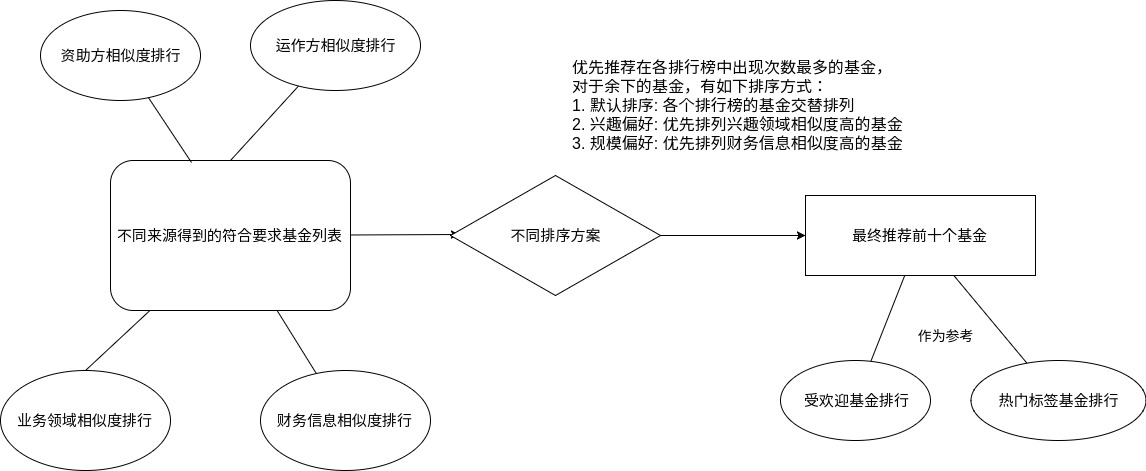 资助方相似度排行
运作方相似度排行
优先推荐在各排行榜中出现次数最多的基金，
对于余下的基金，有如下排序方式：
1. 默认排序: 各个排行榜的基金交替排列
2. 兴趣偏好: 优先排列兴趣领域相似度高的基金
3. 规模偏好: 优先排列财务信息相似度高的基金
不同来源得到的符合要求基金列表
不同排序方案
最终推荐前十个基金
作为参考
业务领域相似度排行
财务信息相似度排行
受欢迎基金排行
热门标签基金排行